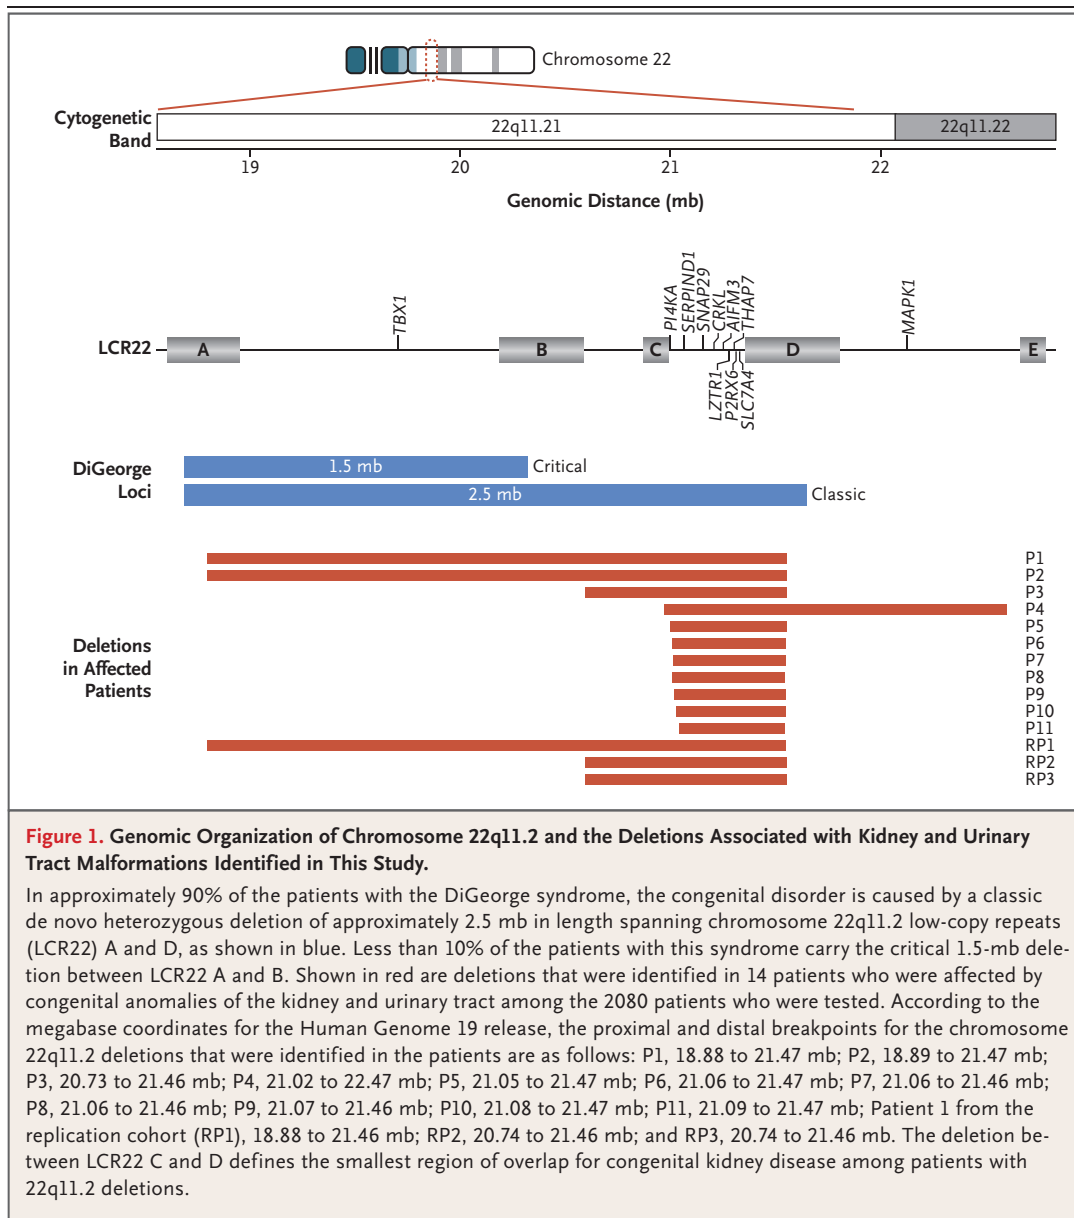 Chromosome 22
Cytogenetic
Band
22q11.21
22q11.22
19
20
21
22
Genomic Distance (mb)
TBX1
PI4KA
SERPIND1
SNAP29
CRKL
AIFM3
THAP7
MAPK1
LCR22
A
B
C
D
E
LZTR1
P2RX6
SLC7A4
DiGeorge
Loci
1.5 mb
Critical
2.5 mb
Classic
Deletions
in Affected
Patients
P1
P2
P3
P4
P5
P6
P7
P8
P9
P10
P11
RP1
RP2
RP3
Figure 1. Genomic Organization of Chromosome 22q11.2 and the Deletions Associated with Kidney and Urinary
Tract Malformations Identified in This Study.
In approximately 90% of the patients with the DiGeorge syndrome, the congenital disorder is caused by a classic
de novo heterozygous deletion of approximately 2.5 mb in length spanning chromosome 22q11.2 low-copy repeats
(LCR22) A and D, as shown in blue. Less than 10% of the patients with this syndrome carry the critical 1.5-mb dele-
tion between LCR22 A and B. Shown in red are deletions that were identified in 14 patients who were affected by
congenital anomalies of the kidney and urinary tract among the 2080 patients who were tested. According to the
megabase coordinates for the Human Genome 19 release, the proximal and distal breakpoints for the chromosome
22q11.2 deletions that were identified in the patients are as follows: P1, 18.88 to 21.47 mb; P2, 18.89 to 21.47 mb;
P3, 20.73 to 21.46 mb; P4, 21.02 to 22.47 mb; P5, 21.05 to 21.47 mb; P6, 21.06 to 21.47 mb; P7, 21.06 to 21.46 mb;
P8, 21.06 to 21.46 mb; P9, 21.07 to 21.46 mb; P10, 21.08 to 21.47 mb; P11, 21.09 to 21.47 mb; Patient 1 from the
replication cohort (RP1), 18.88 to 21.46 mb; RP2, 20.74 to 21.46 mb; and RP3, 20.74 to 21.46 mb. The deletion be-
tween LCR22 C and D defines the smallest region of overlap for congenital kidney disease among patients with
22q11.2 deletions.